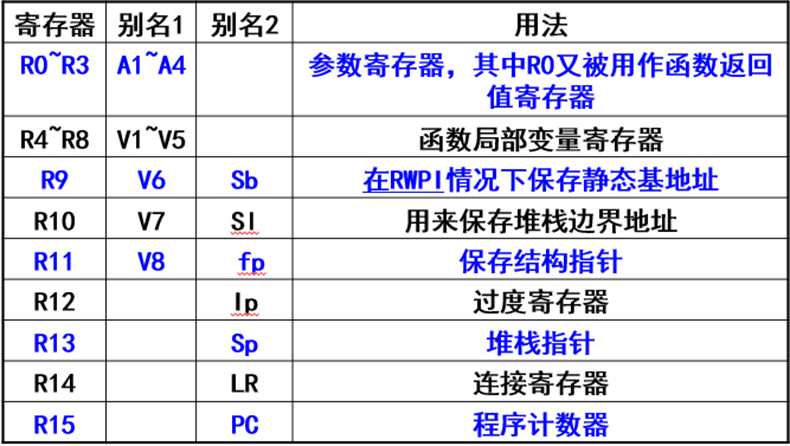 寄存器 别名1 别名2 用法
R0~R3 A1~A4 参数寄存器，其中R0又被用作函数返回
值寄存器
R4~R8 V1~V5 函数局部变量寄存器
R9 V6 Sb 在RWPI情况下保存静态基地址
R10 V7 Sl 用来保存堆栈边界地址
R11 V8 fp 保存结构指针
R12 Ip 过度寄存器
R13 Sp 堆栈指针
R14 LR 连接寄存器
R15 PC 程序计数器